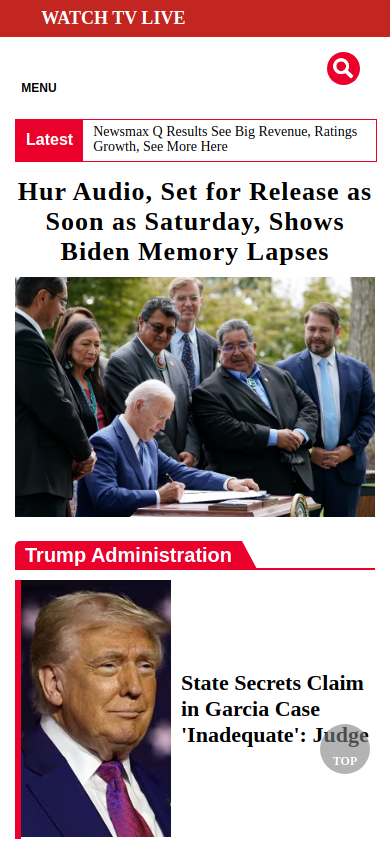 WATCH TV LIVE
MENU
Latest
Newsmax Q Results See Big Revenue, Ratings
Growth, See More Here
Hur Audio, Set for Release as
Soon as Saturday, Shows
Biden Memory Lapses
Trump Administration
State Secrets Claim
in Garcia Case
'Inadequate': Judge
TOP